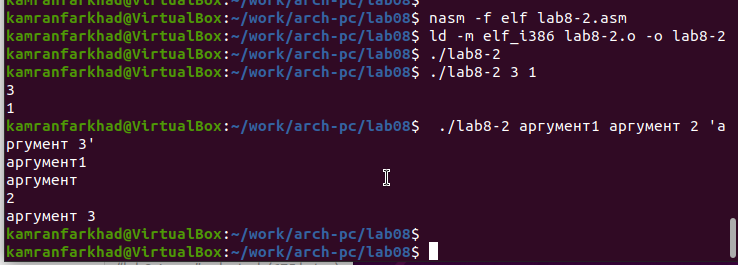 kamranfarkhad@VirtualBox:~/work/arch-pc/lab08$ nasm -f elf lab8-2.asm
kamranfarkhad@VirtualBox:~/work/arch-pc/lab08$ ld -m elf_i386 lab8-2.o -o lab8-2
kamranfarkhad@VirtualBox:~/work/arch-pc/lab08$ ./lab8-2
kamranfarkhad@VirtualBox:~/work/arch-pc/lab08$ ./lab8-2 3 1
3
1
kamranfarkhad@VirtualBox:~/work/arch-pc/lab08$  ./lab8-2 аргумент1 аргумент 2 'а
ргумент 3'
аргумент1
аргумент
2
аргумент 3
kamranfarkhad@VirtualBox:~/work/arch-pc/lab08$
kamranfarkhad@VirtualBox:~/work/arch-pc/lab08$